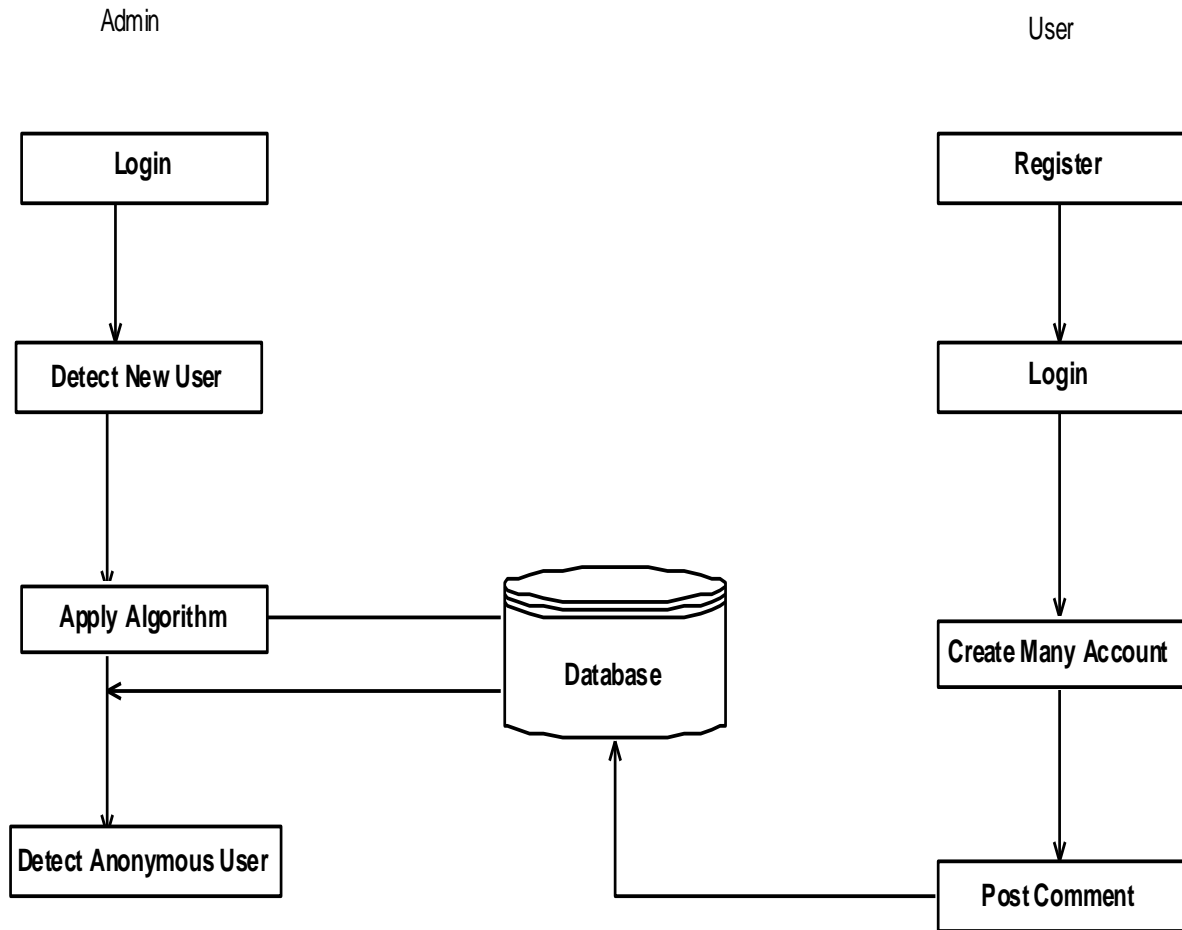 Admin
User
Login
Register
Detect New User
Login
Apply Algorithm
Create Many Account
Database
Detect Anonymous User
Post Comment